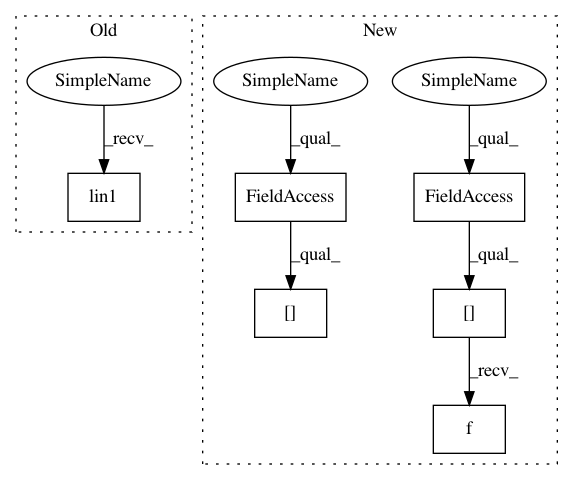 Old
New
SimpleName
SimpleName
SimpleName
_recv_
_qual_
_qual_
lin1
FieldAccess
FieldAccess
_qual_
_qual_
[]
[]
_recv_
f